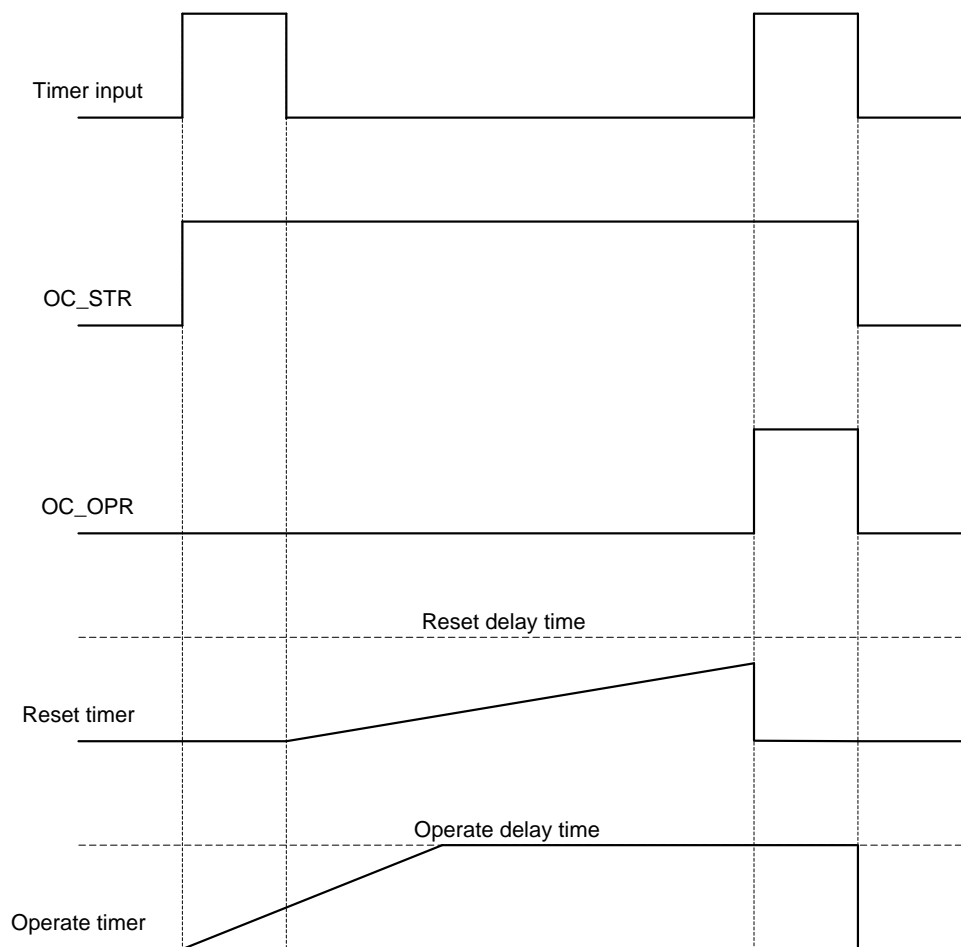 Timer input
OC_STR
OC_OPR
Reset delay time
Reset timer
Operate delay time
Operate timer